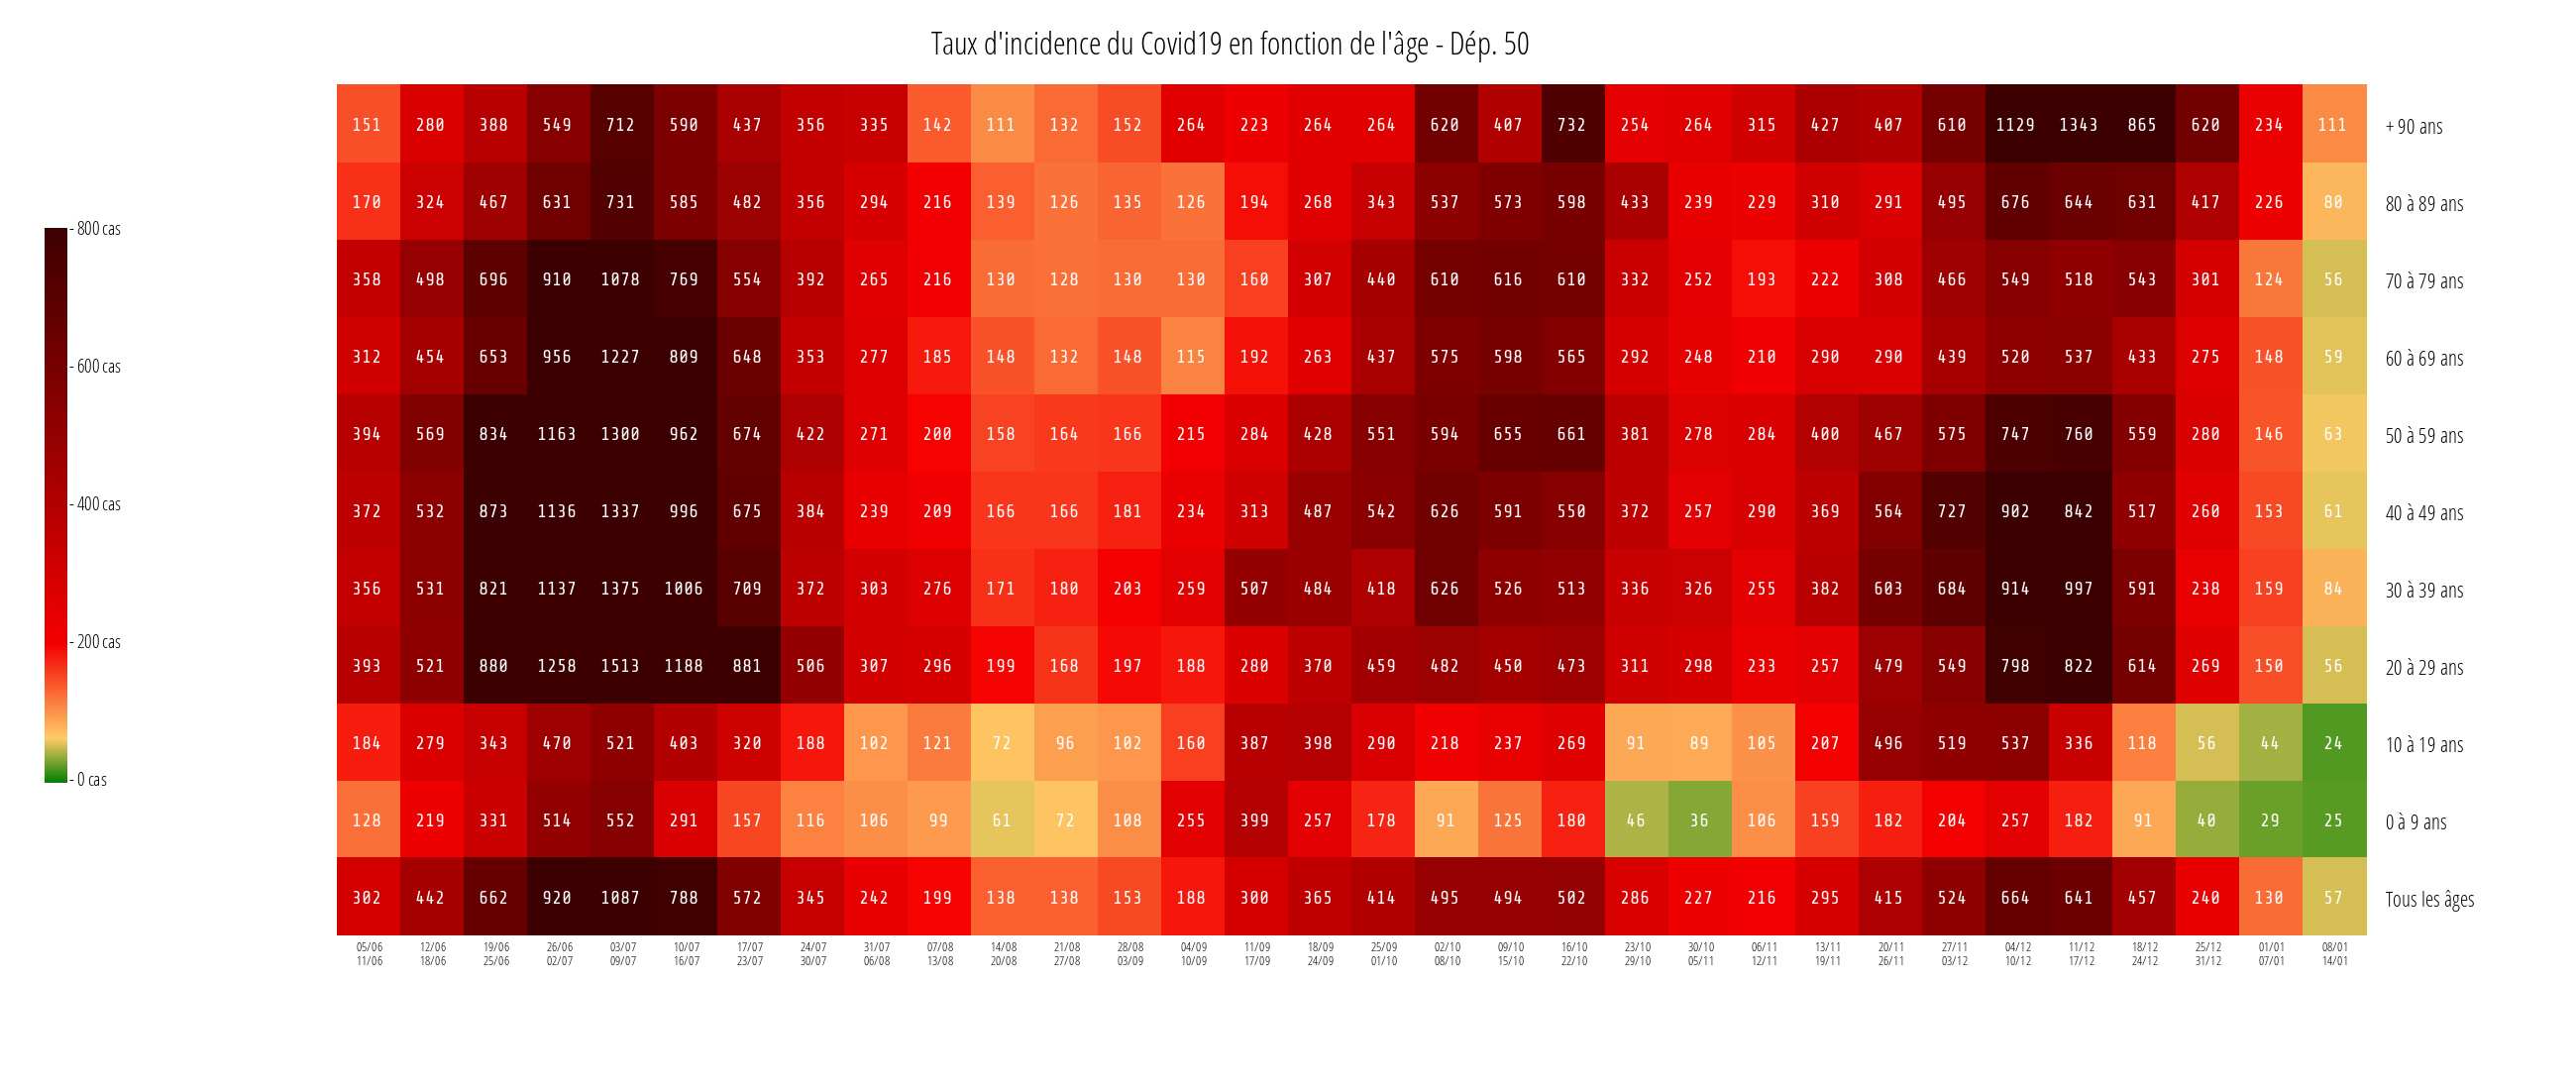 Taux d'incidence du Covid19 en fonction de l'âge - Dép. 50
- 800 cas
- 600 cas
- 400 cas
- 200 cas
- 0 cas
151 280 388 549 712 590 437 356 335 142 111 132 152 264 223 264 264 620 407 732 254 264 315 427 407 610 1129 1343 865 620 234 111 + 90 ans
170 324 467 631 731 585 482 356 294 216 139 126 135 126 194 268 343 537 573 598 433 239 229 310 291 495 676 644 631 417 226 80 80 à 89 ans
358 498 696 910 1078 769 554 392 265 216 130 128 130 130 160 307 440 610 616 610 332 252 193 222 308 466 549 518 543 301 124 56 70 à 79 ans
312 454 653 956 1227 809 648 353 277 185 148 132 148 115 192 263 437 575 598 565 292 248 210 290 290 439 520 537 433 275 148 59 60 à 69 ans
394 569 834 1163 1300 962 674 422 271 200 158 164 166 215 284 428 551 594 655 661 381 278 284 400 467 575 747 760 559 280 146 63 50 à 59 ans
372 532 873 1136 1337 996 675 384 239 209 166 166 181 234 313 487 542 626 591 550 372 257 290 369 564 727 902 842 517 260 153 61 40 à 49 ans
356 531 821 1137 1375 1006 709 372 303 276 171 180 203 259 507 484 418 626 526 513 336 326 255 382 603 684 914 997 591 238 159 84 30 à 39 ans
393 521 880 1258 1513 1188 881 506 307 296 199 168 197 188 280 370 459 482 450 473 311 298 233 257 479 549 798 822 614 269 150 56 20 à 29 ans
184 279 343 470 521 403 320 188 102 121 72 96 102 160 387 398 290 218 237 269 91 89 105 207 496 519 537 336 118 56 44 24 10 à 19 ans
128 219 331 514 552 291 157 116 106 99 61 72 108 255 399 257 178 91 125 180 46 36 106 159 182 204 257 182 91 40 29 25 0 à 9 ans
302 442 662 920 1087 788 572 345 242 199 138 138 153 188 300 365 414 495 494 502 286 227 216 295 415 524 664 641 457 240 130 57 Tous les âges
05/06 12/06 19/06 26/06 03/07 10/07 17/07 24/07 31/07 07/08 14/08 21/08 28/08 04/09 11/09 18/09 25/09 02/10 09/10 16/10 23/10 30/10 06/11 13/11 20/11 27/11 04/12 11/12 18/12 25/12 01/01 08/01
11/06 18/06 25/06 02/07 09/07 16/07 23/07 30/07 06/08 13/08 20/08 27/08 03/09 10/09 17/09 24/09 01/10 08/10 15/10 22/10 29/10 05/11 12/11 19/11 26/11 03/12 10/12 17/12 24/12 31/12 07/01 14/01